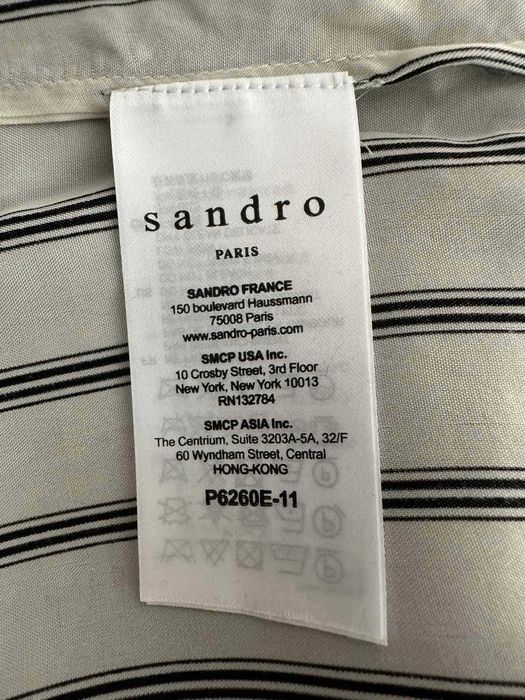 sandro
PARIS
SANDRO FRANCE
150 boulevard Haussmann
75008 Paris
www.sandro-paris.com
SMCP USA Inc.
10 Crosby Street, 3rd Floor
New York, New York 10013
RN132784
SMCP ASIA Inc.
The Centrium, Suite 3203A-5A, 32/F
60 Wyndham Street, Central
HONG-KONG
P6260E-11